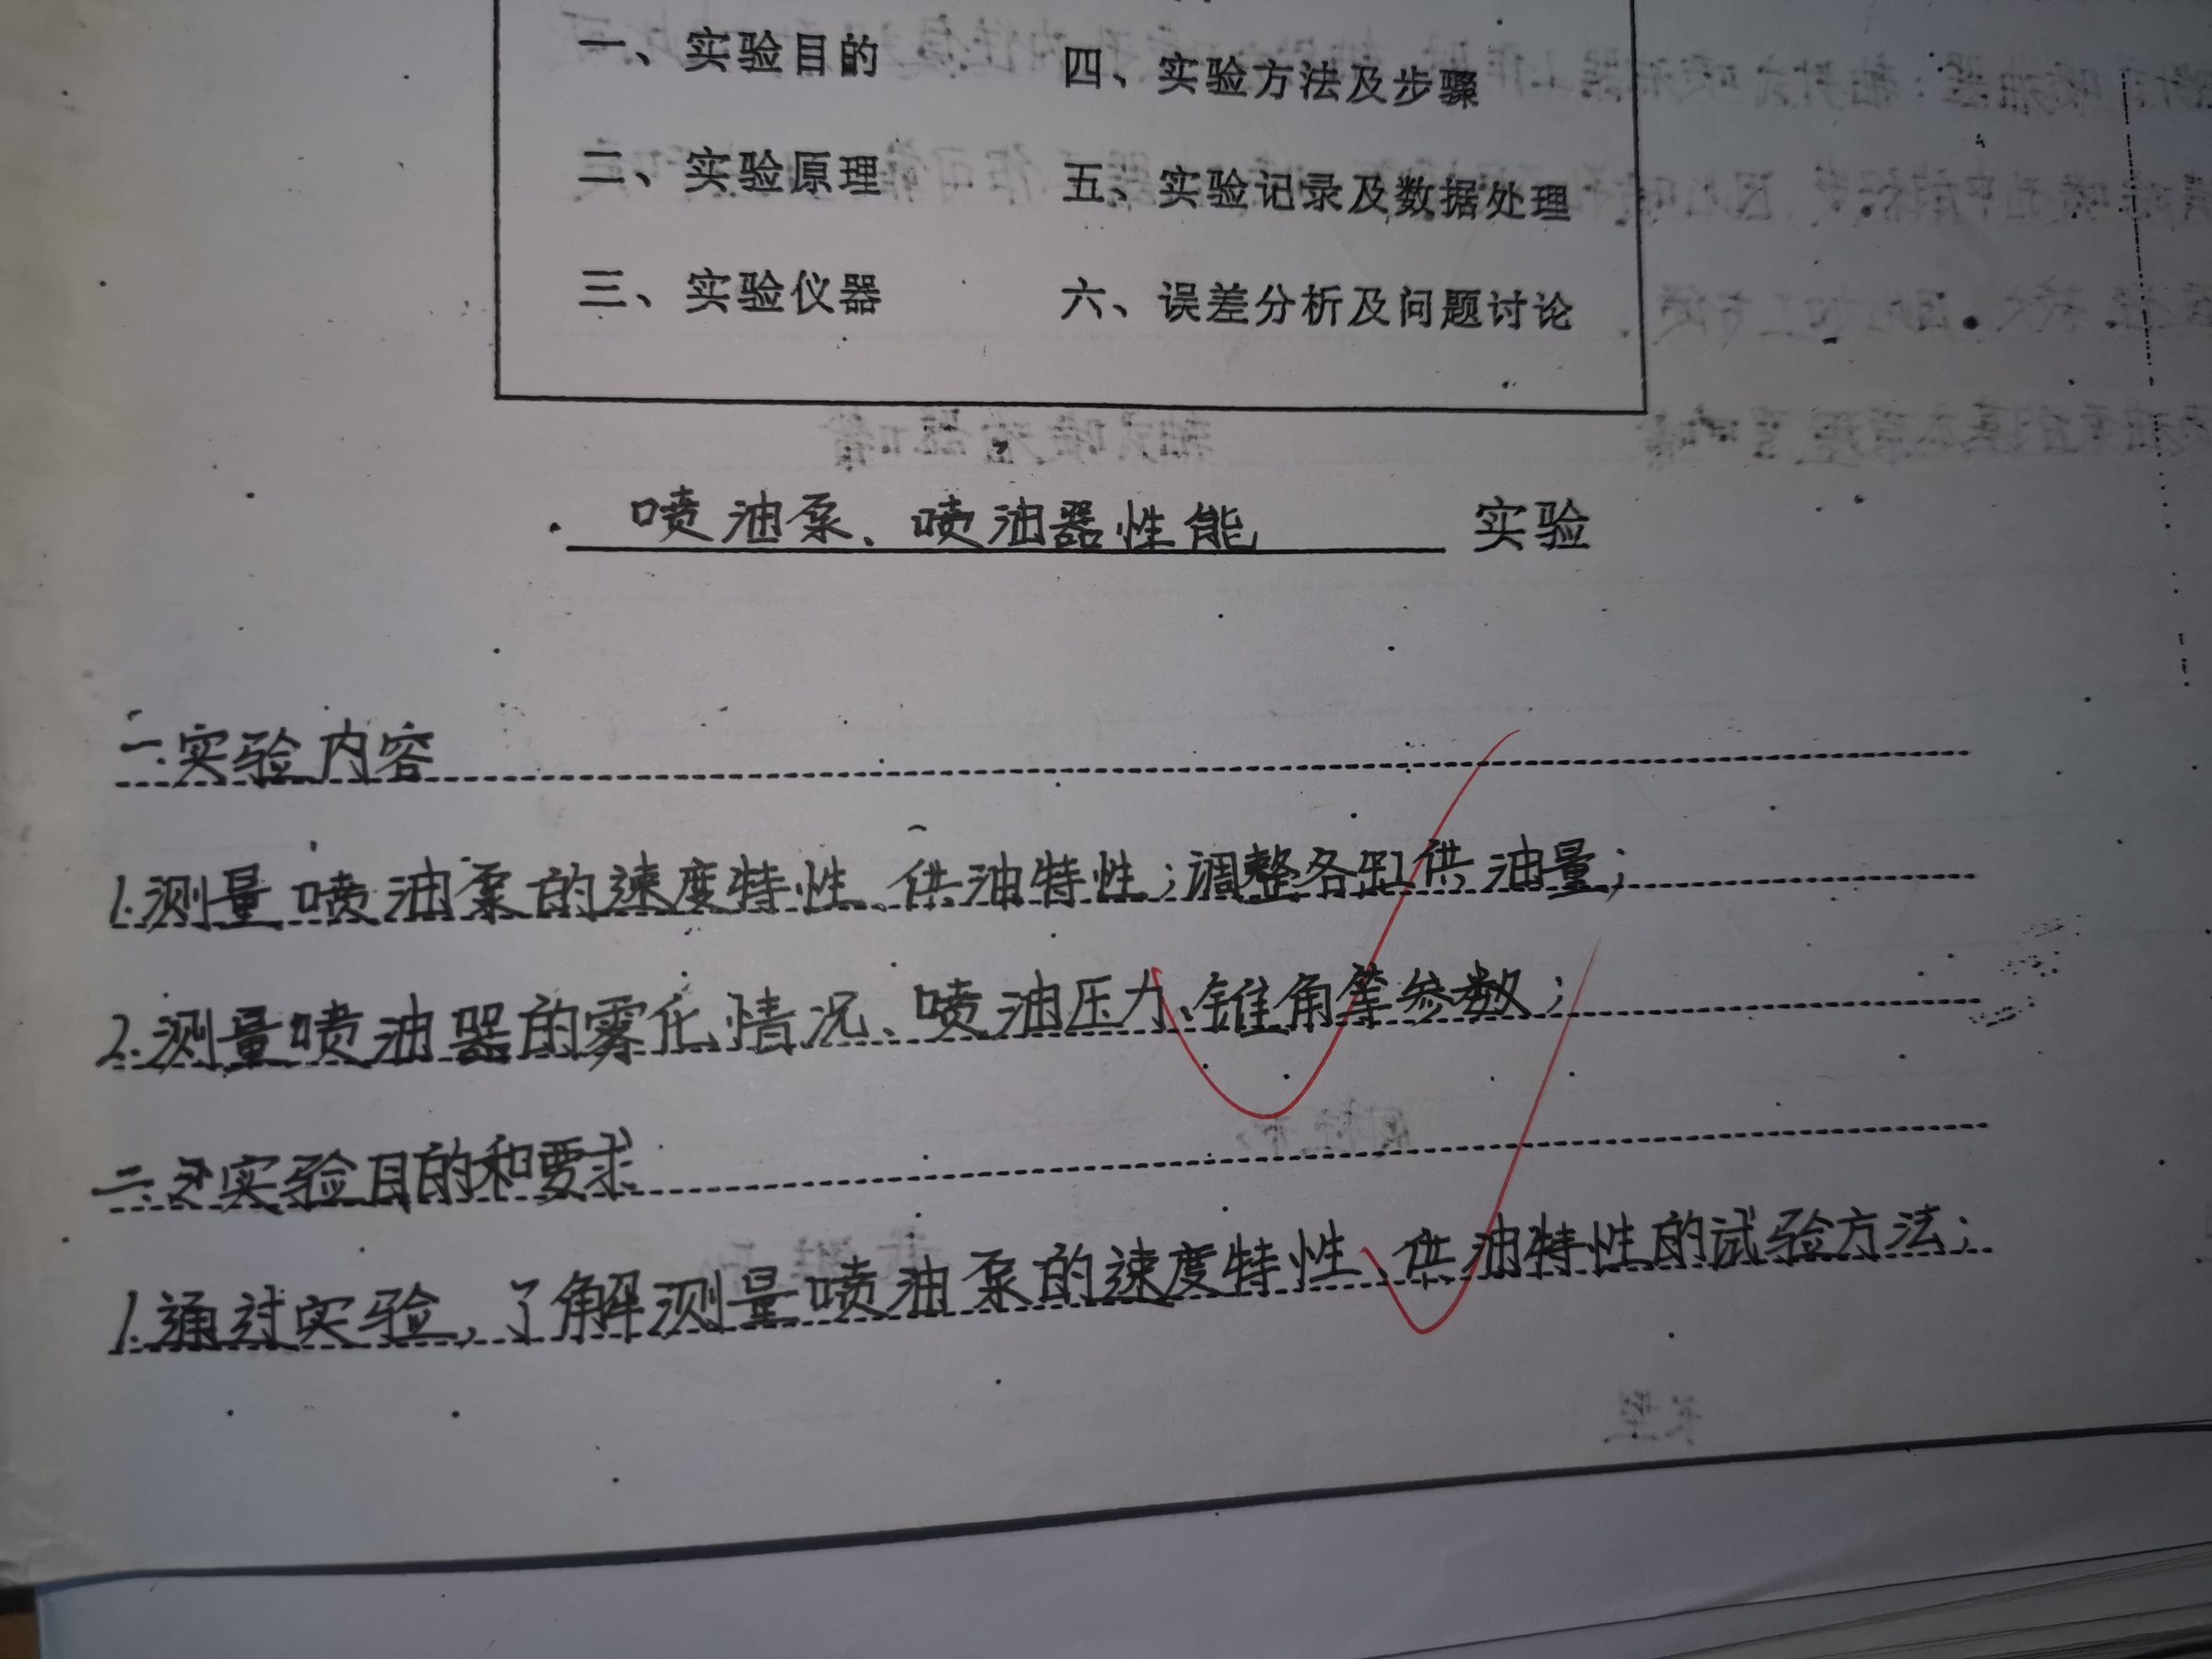 一、实验目的 四、实验方法及步骤
二、实验原理 五、实验记录及数据处理
三、实验仪器 六、误差分析及问题讨论
喷油泵、喷油器性能 实验
一.实验内容
1.测量喷油泵的速度特性、供油特性;调整各缸供油量;
2.测量喷油器的雾化情况、喷油压力、锥角等参数;
二.实验目的和要求
1.通过实验,了解测量喷油泵的速度特性、供油特性的试验方法;